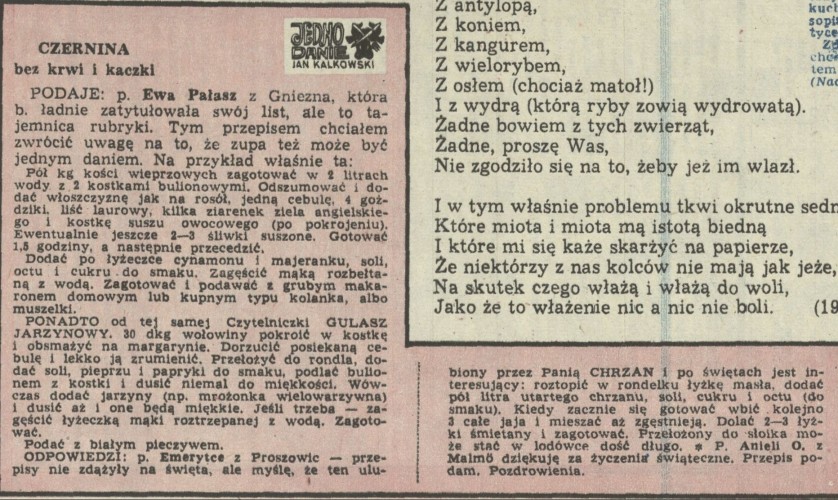 JEDNO
DANIE
JAN KALKOWSKI
CZERNINA
bez krwi i kaczki
PODAJE: p. Ewa Pałasz z Gniezna, która
b. ładnie zatytułowała swój list, ale to ta-
jemnica rubryki. Tym przepisem chciałem
zwrócić uwagę na to, że zupa też może być
jednym daniem. Na przykład właśnie ta:
Pół kg kości wieprzowych zagotować w 2 litrach
wody z 2 kostkami bulionowymi. Odszumować i do-
dać włoszczyznę jak na rosół, jedną cebulę, 4 goź-
dziki, liść laurowy, kilka ziarenek ziela angielskie-
go i kostkę suszu owocowego (po pokrojeniu).
Ewentualnie jeszcze 2—3 śliwki suszone. Gotować
1,5 godziny, a następnie przecedzić.
Dodać po łyżeczce cynamonu i majeranku, soli,
octu i cukru do smaku. Zagęścić mąką rozbełta-
ną z wodą. Zagotować i podawać z grubym maka-
ronem domowym lub kupnym typu kolanka, albo
muszelki.
PONADTO od tej samej Czytelniczki GULASZ
JARZYNOWY. 30 dkg wołowiny pokroić w kostkę
i obsmażyć na margarynie. Dorzucić posiekaną ce-
bulę i lekko ją zrumienić. Przełożyć do rondla, do-
dać soli, pieprzu i papryki do smaku, podlać bulio-
nem z kostki i dusić niemal do miękkości. Wów-
czas dodać jarzyny (np. mrożonka wielowarzywna)
i dusić aż i one będą miękkie. Jeśli trzeba — za-
gęścić łyżeczką mąki roztrzepanej z wodą. Zagoto-
wać.
Podać z białym pieczywem.
ODPOWIEDZI: p. Emerytce z Proszowic — prze-
pisy nie zdążyły na święta, ale myślę, że ten ulu-
biony przez Panią CHRZAN i po świętach jest in-
teresujący: roztopić w rondelku łyżkę masła, dodać
pół litra utartego chrzanu, soli, cukru i octu (do
smaku). Kiedy zacznie się gotować wbić kolejno
3 całe jaja i mieszać aż zgęstnieją. Dolać 2—3 łyż-
ki śmietany i zagotować. Przełożony do słoika mo-
że stać w lodówce dość długo. * P. Anieli O. z
Malmö dziękuję za życzenia świąteczne. Przepis po-
dam. Pozdrowienia.
Z antylopą,
Z koniem,
Z kangurem,
Z wielorybem,
Z osłem (chociaż matoł!)
I z wydrą (którą ryby zowią wydrowatą).
Żadne bowiem z tych zwierząt,
Żadne, proszę Was,
Nie zgodziło się na to, żeby jeż im wlazł.
I w tym właśnie problemu tkwi okrutne sedn
Które miota i miota mą istotą biedną
I które mi się każe skarżyć na papierze,
Że niektórzy z nas kolców nie mają jak jeże,
Na skutek czego włażą i włażą do woli,
Jako że to włażenie nic a nic nie boli. (19
kuch
sopi
tyce
chce
tem
(Nac